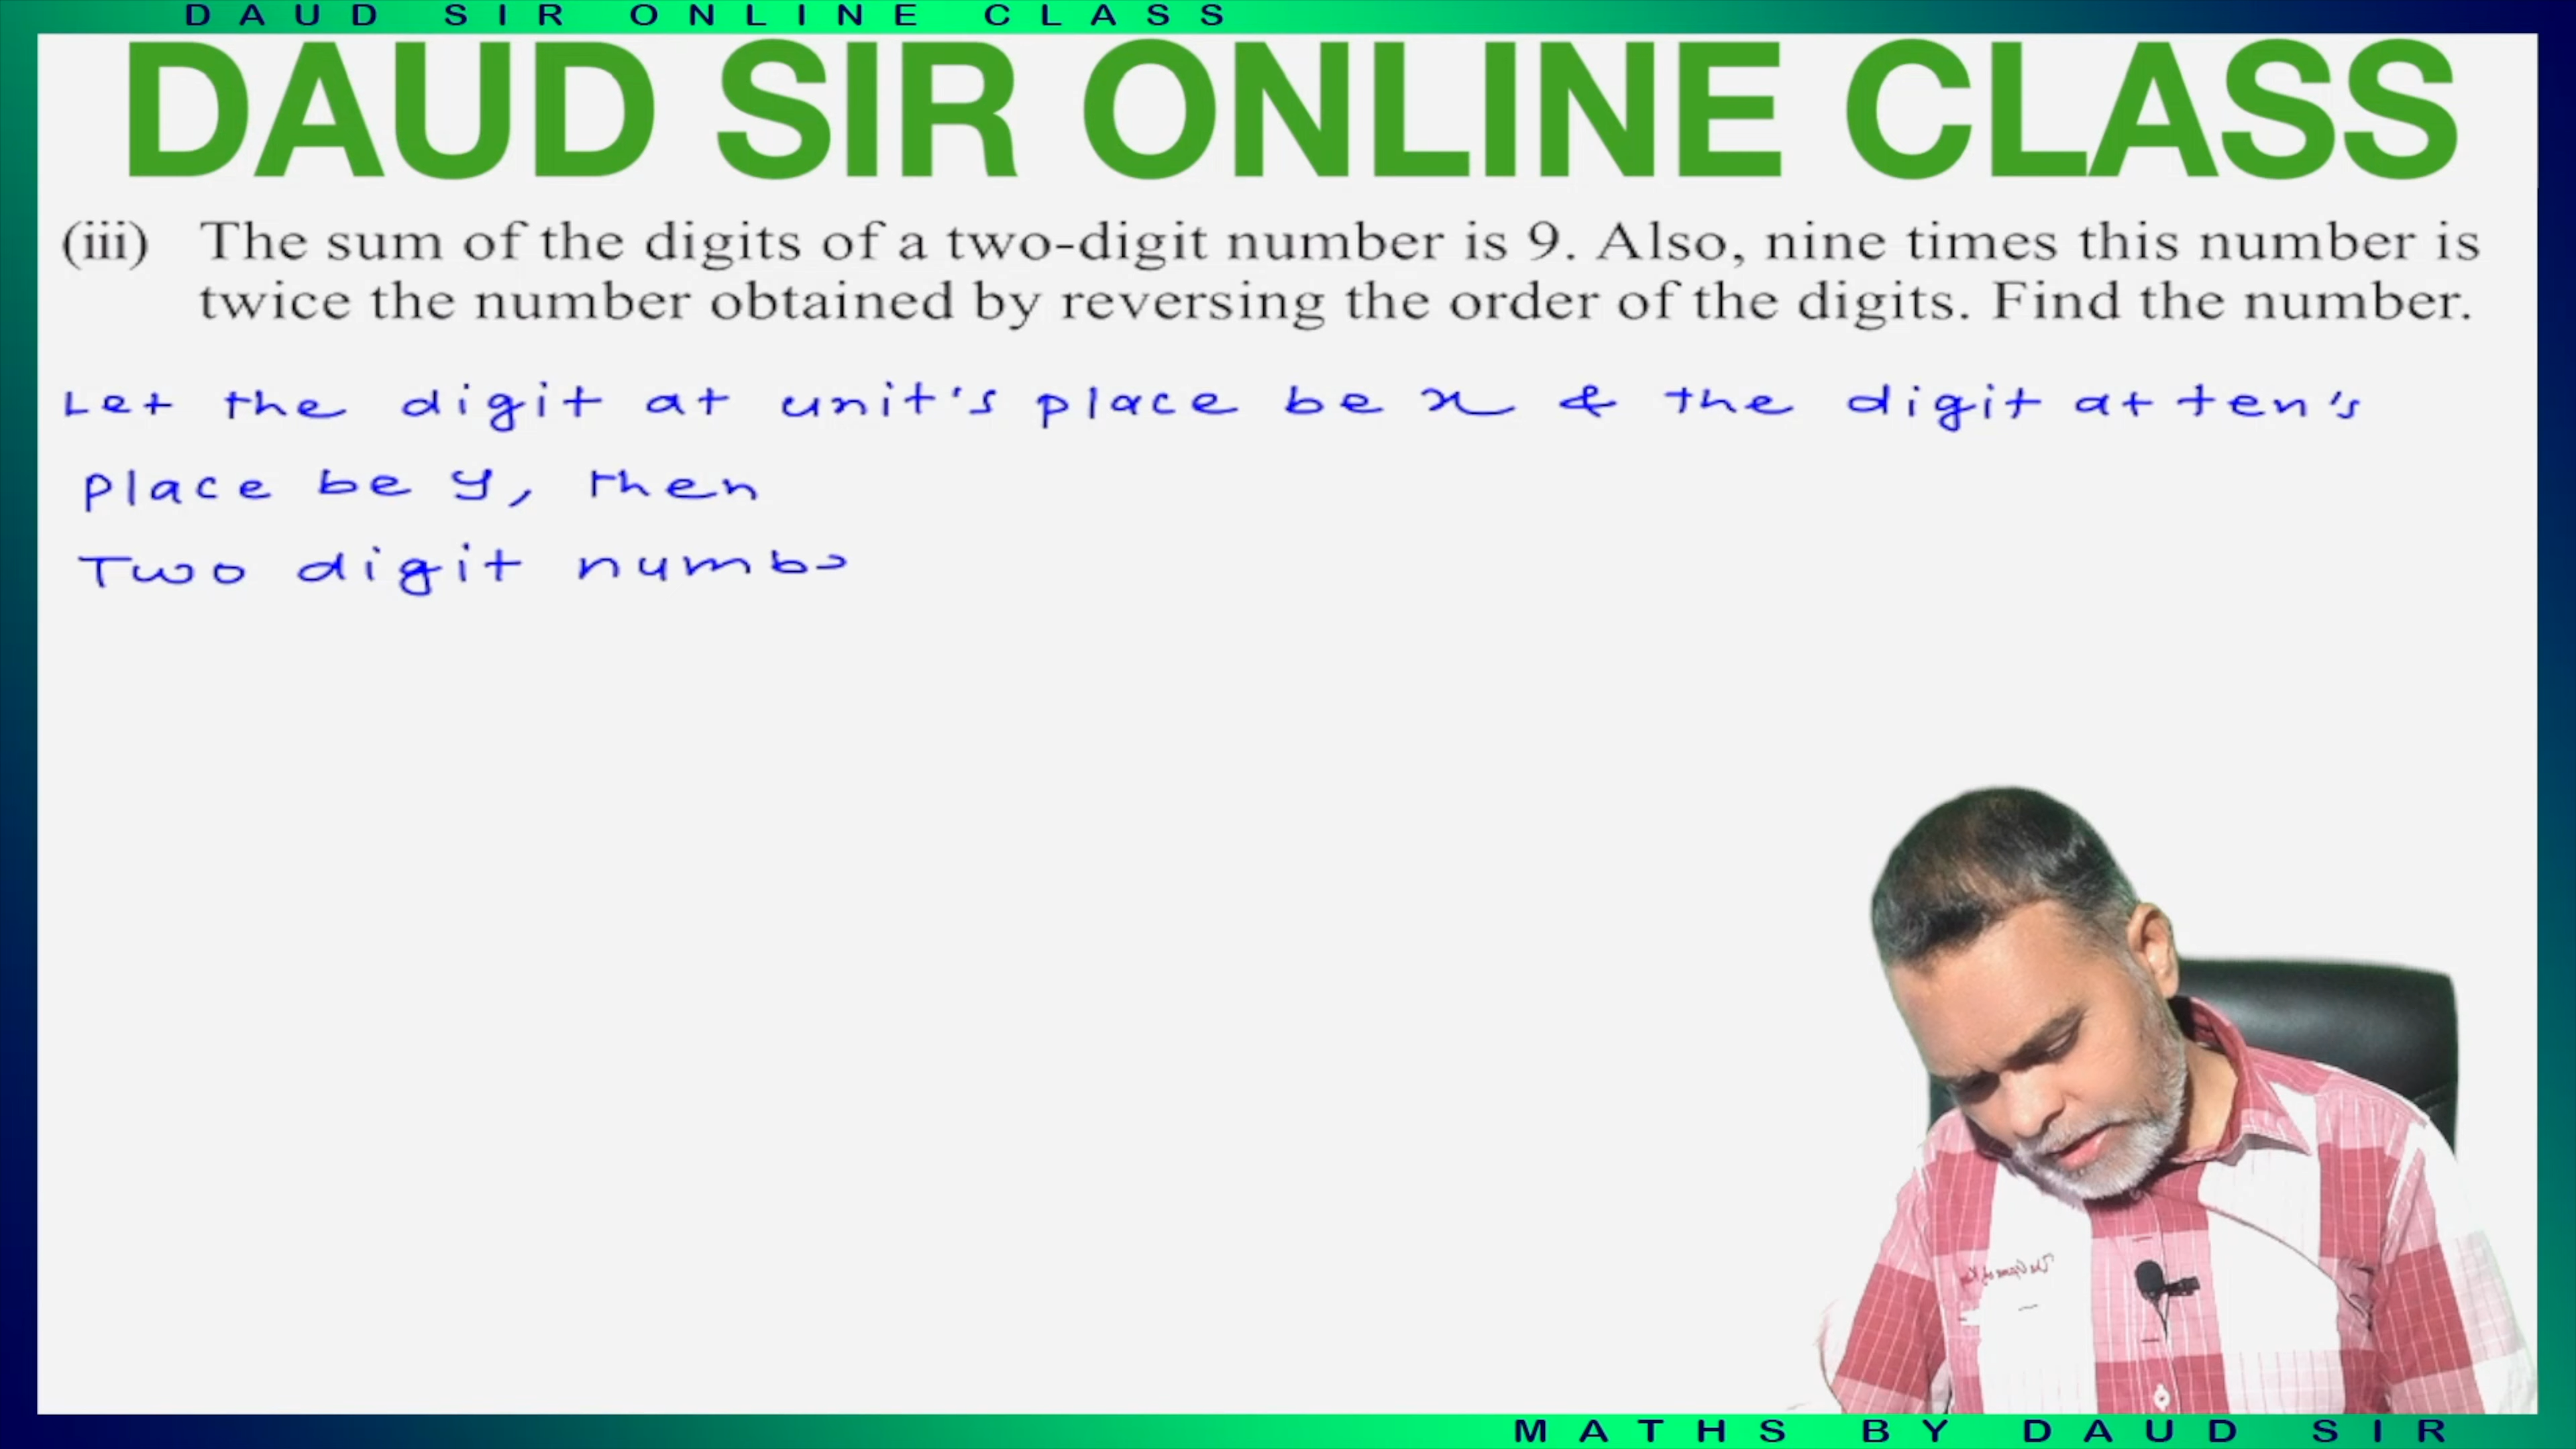 DAUD SIR ONLINE CLASS
DAUD SIR ONLINE CLASS
(iii) The sum of the digits of a two-digit number is 9. Also, nine times this number is
twice the number obtained by reversing the order of the digits. Find the number.
Let the digit at unit's place be x & the digit at ten's
place be y, then
Two digit numbe
MATHS BY DAUD SIR